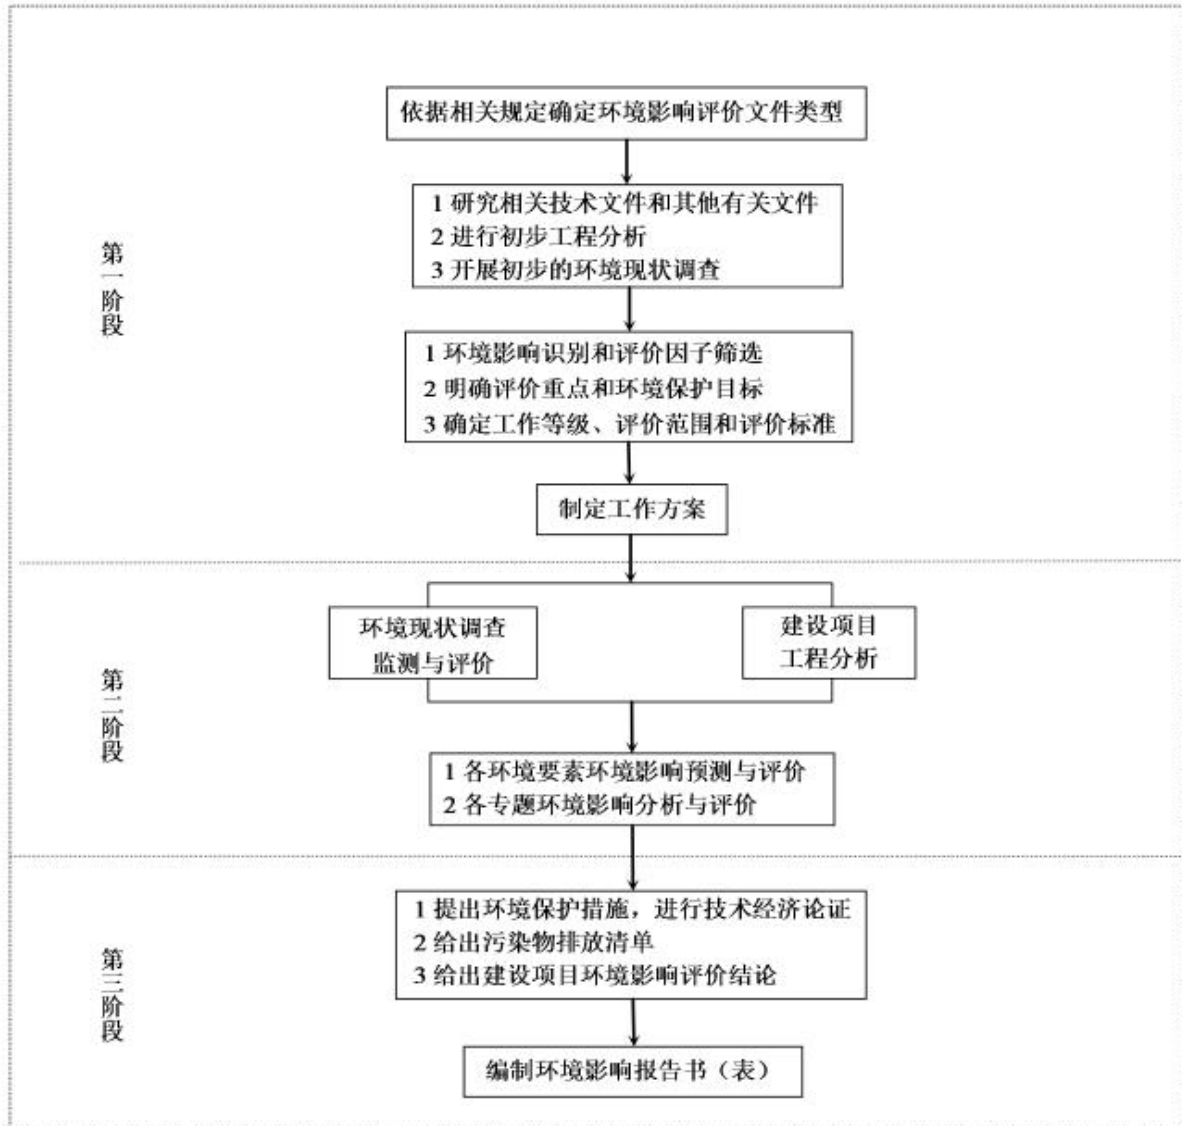 依据相关规定确定环境影响评价文件类型
1 研究相关技术文件和其他有关文件
2 进行初步工程分析
3 开展初步的环境现状调查
第一阶段
1 环境影响识别和评价因子筛选
2 明确评价重点和环境保护目标
3 确定工作等级、评价范围和评价标准
制定工作方案
环境现状调查
监测与评价
建设项目
工程分析
第二阶段
1 各环境要素环境影响预测与评价
2 各专题环境影响分析与评价
1 提出环境保护措施，进行技术经济论证
2 给出污染物排放清单
3 给出建设项目环境影响评价结论
第三阶段
编制环境影响报告书（表）